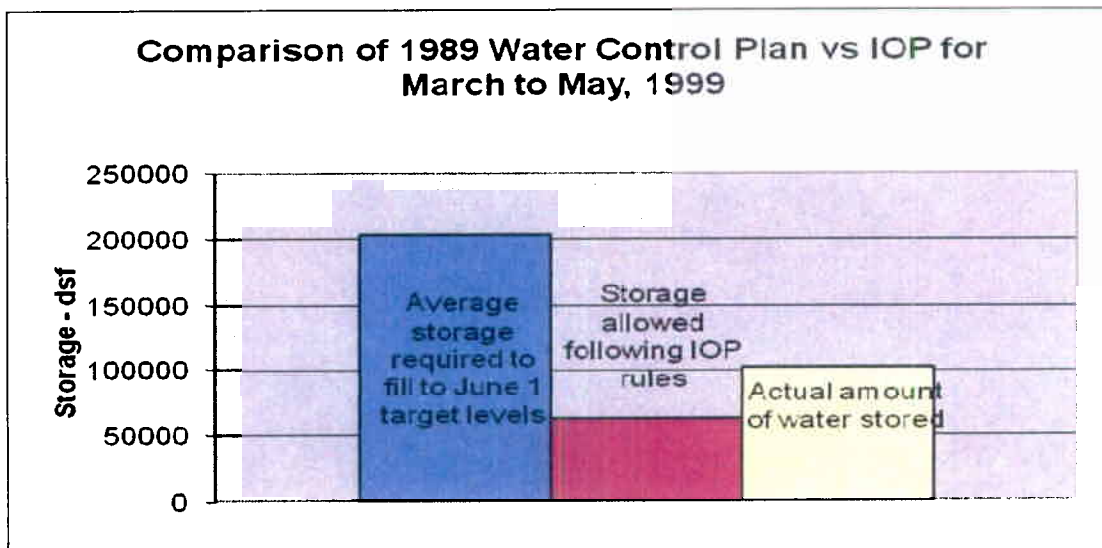 Comparison of 1989 Water Control Plan vs IOP for
March to May, 1999
250000
200000
150000
100000
50000
0
Storage - dsf
Average
storage
required to
fill to June 1
target levels
Storage
allowed
following IOP
rules
Actual amount
of water stored